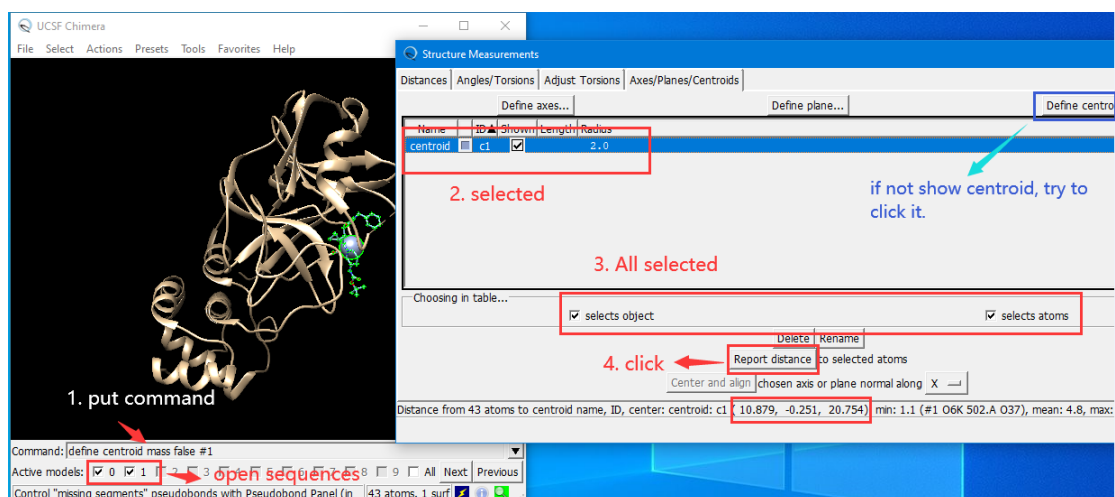 UCSF Chimera
File Select Actions Presets Tools Favorites Help
Structure Measurements
Distances Angles/Torsions Adjust Torsions Axes/Planes/Centroids
Define axes... Define plane... Define centro
Name ID Shown Length Radius
centroid c1 2.0
2. selected
if not show centroid, try to
click it.
3. All selected
Choosing in table...
selects object selects atoms
Delete Rename
4. click
Report distance to selected atoms
Center and align chosen axis or plane normal along X
1. put command
Distance from 43 atoms to centroid name, ID, center: centroid: c1 ( 10.879, -0.251, 20.754) min: 1.1 (#1 O6K 502.A O37), mean: 4.8, max:
Command: define centroid mass false #1
Active models: 0 1 2 3 4 5 6 7 8 9 All Next Previous
open sequences
Control "missing segments" pseudobonds with Pseudobond Panel (in
43 atoms, 1 surf